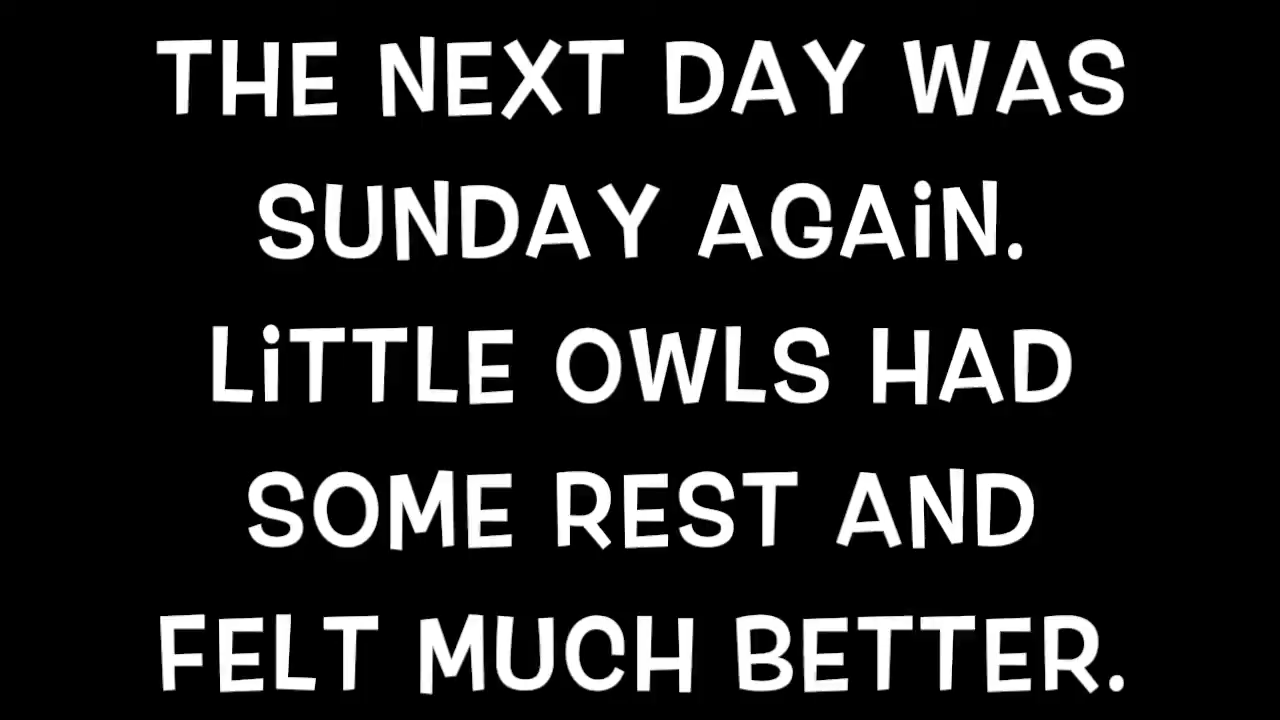 THE NEXT DAY WAS
SUNDAY AGAiN.
LiTTLE OWLS HAD
SOME REST AND
FELT MUCH BETTER.